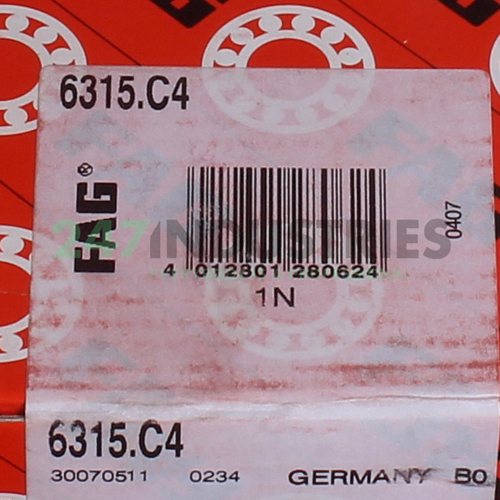 6315.C4
FAG®
247INDUSTRIES
0407
4 012801 280624
1N
6315.C4
30070511 0234 GERMANY B0